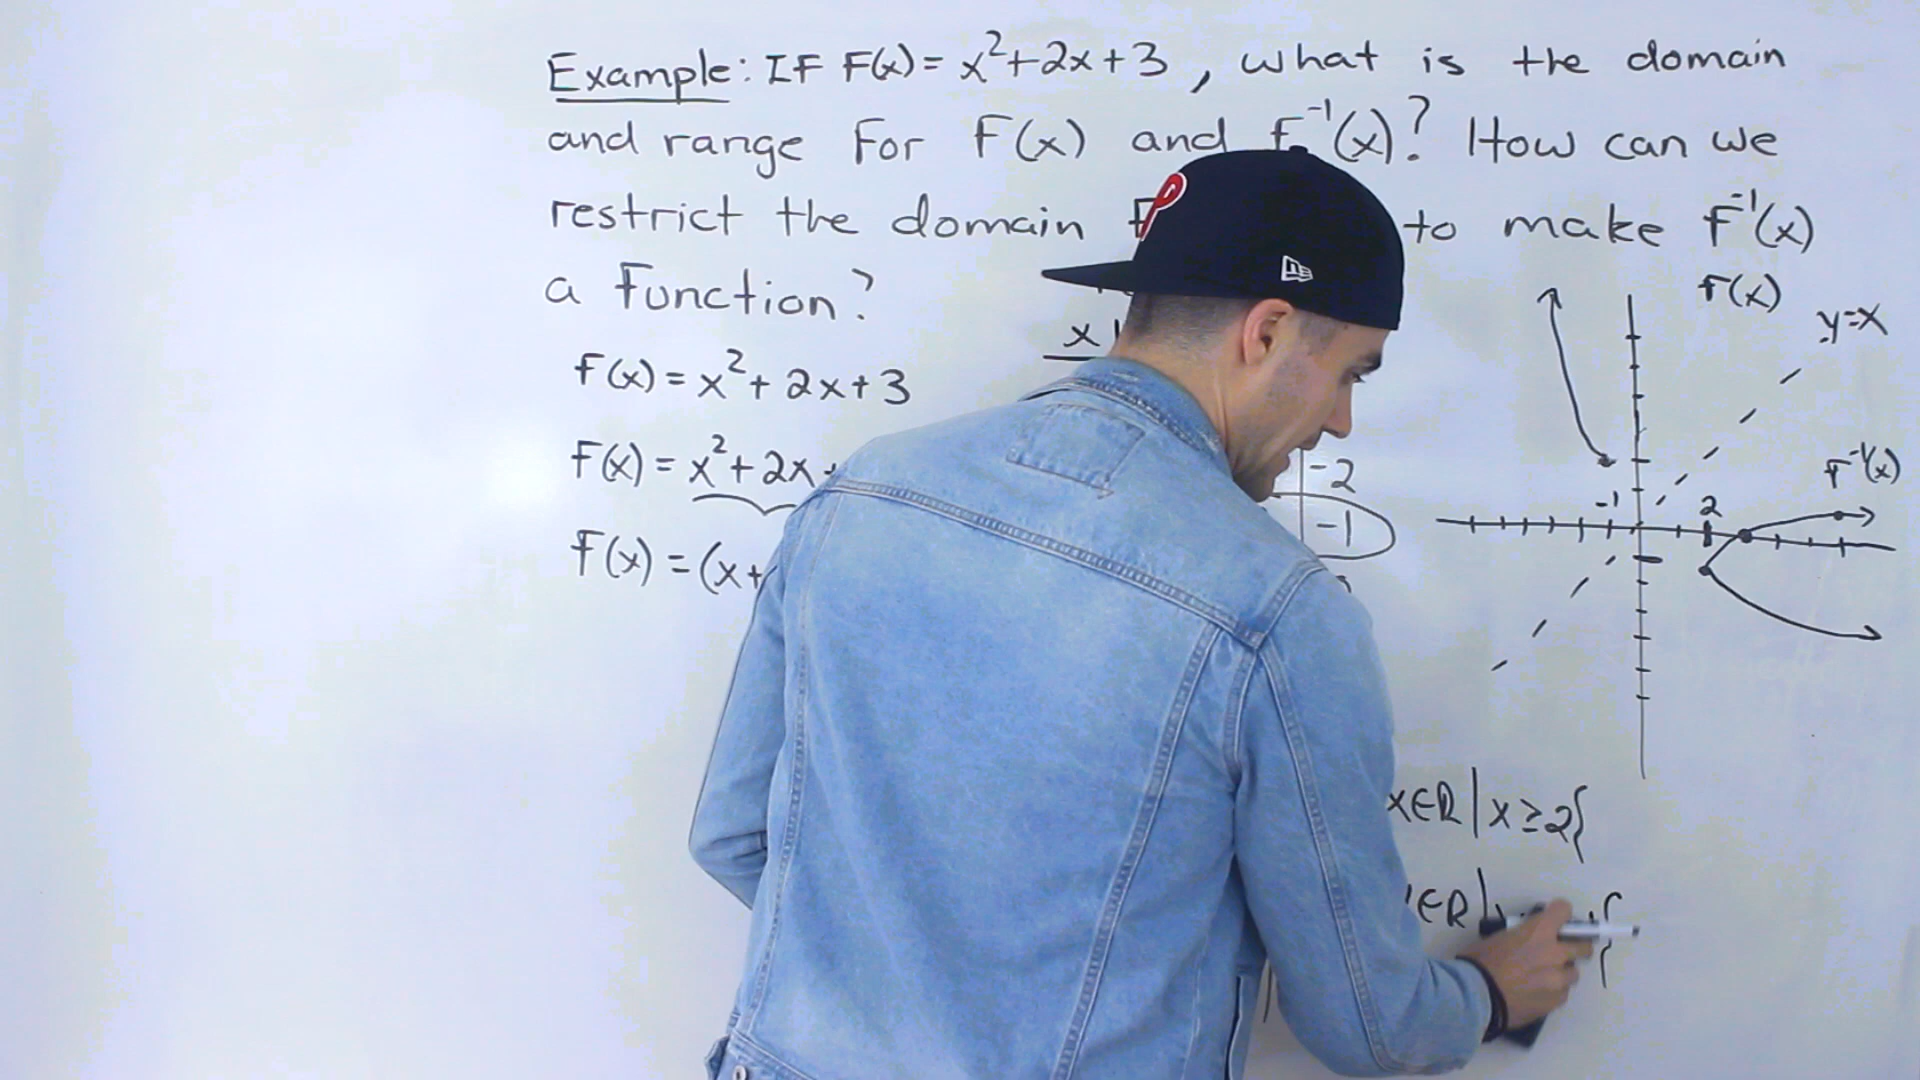 Example: IF F(x) = x²+2x+3 , what is the domain
and range For F(x) and F⁻¹(x)? How can we
restrict the domain to make F⁻¹(x)
a Function?
F(x)
y=x
x
F(x) = x²+ 2x+3
F(x) = x²+2x
-2
F⁻¹(x)
-1
2
-1
F(x) = (x+
P
x∈R | x ≥ 2}
∈R |